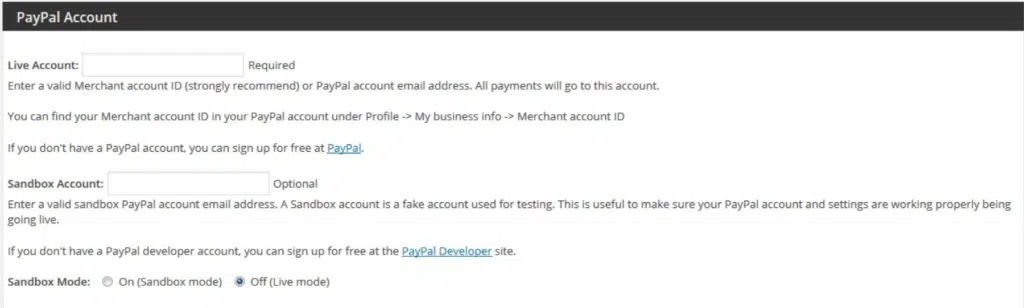 PayPal Account
Live Account: Required
Enter a valid Merchant account ID (strongly recommend) or PayPal account email address. All payments will go to this account.
You can find your Merchant account ID in your PayPal account under Profile -> My business info -> Merchant account ID
If you don't have a PayPal account, you can sign up for free at PayPal.
Sandbox Account: Optional
Enter a valid sandbox PayPal account email address. A Sandbox account is a fake account used for testing. This is useful to make sure your PayPal account and settings are working properly being
going live.
If you don't have a PayPal developer account, you can sign up for free at the PayPal Developer site.
Sandbox Mode: On (Sandbox mode) Off (Live mode)